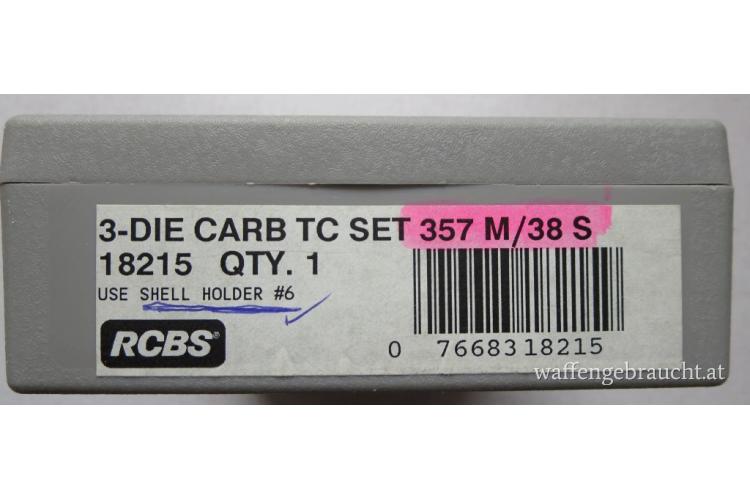 3-DIE CARB TC SET 357 M/38 S
18215 QTY. 1
USE SHELL HOLDER #6
RCBS®
0 7668318215
waffengebraucht.at